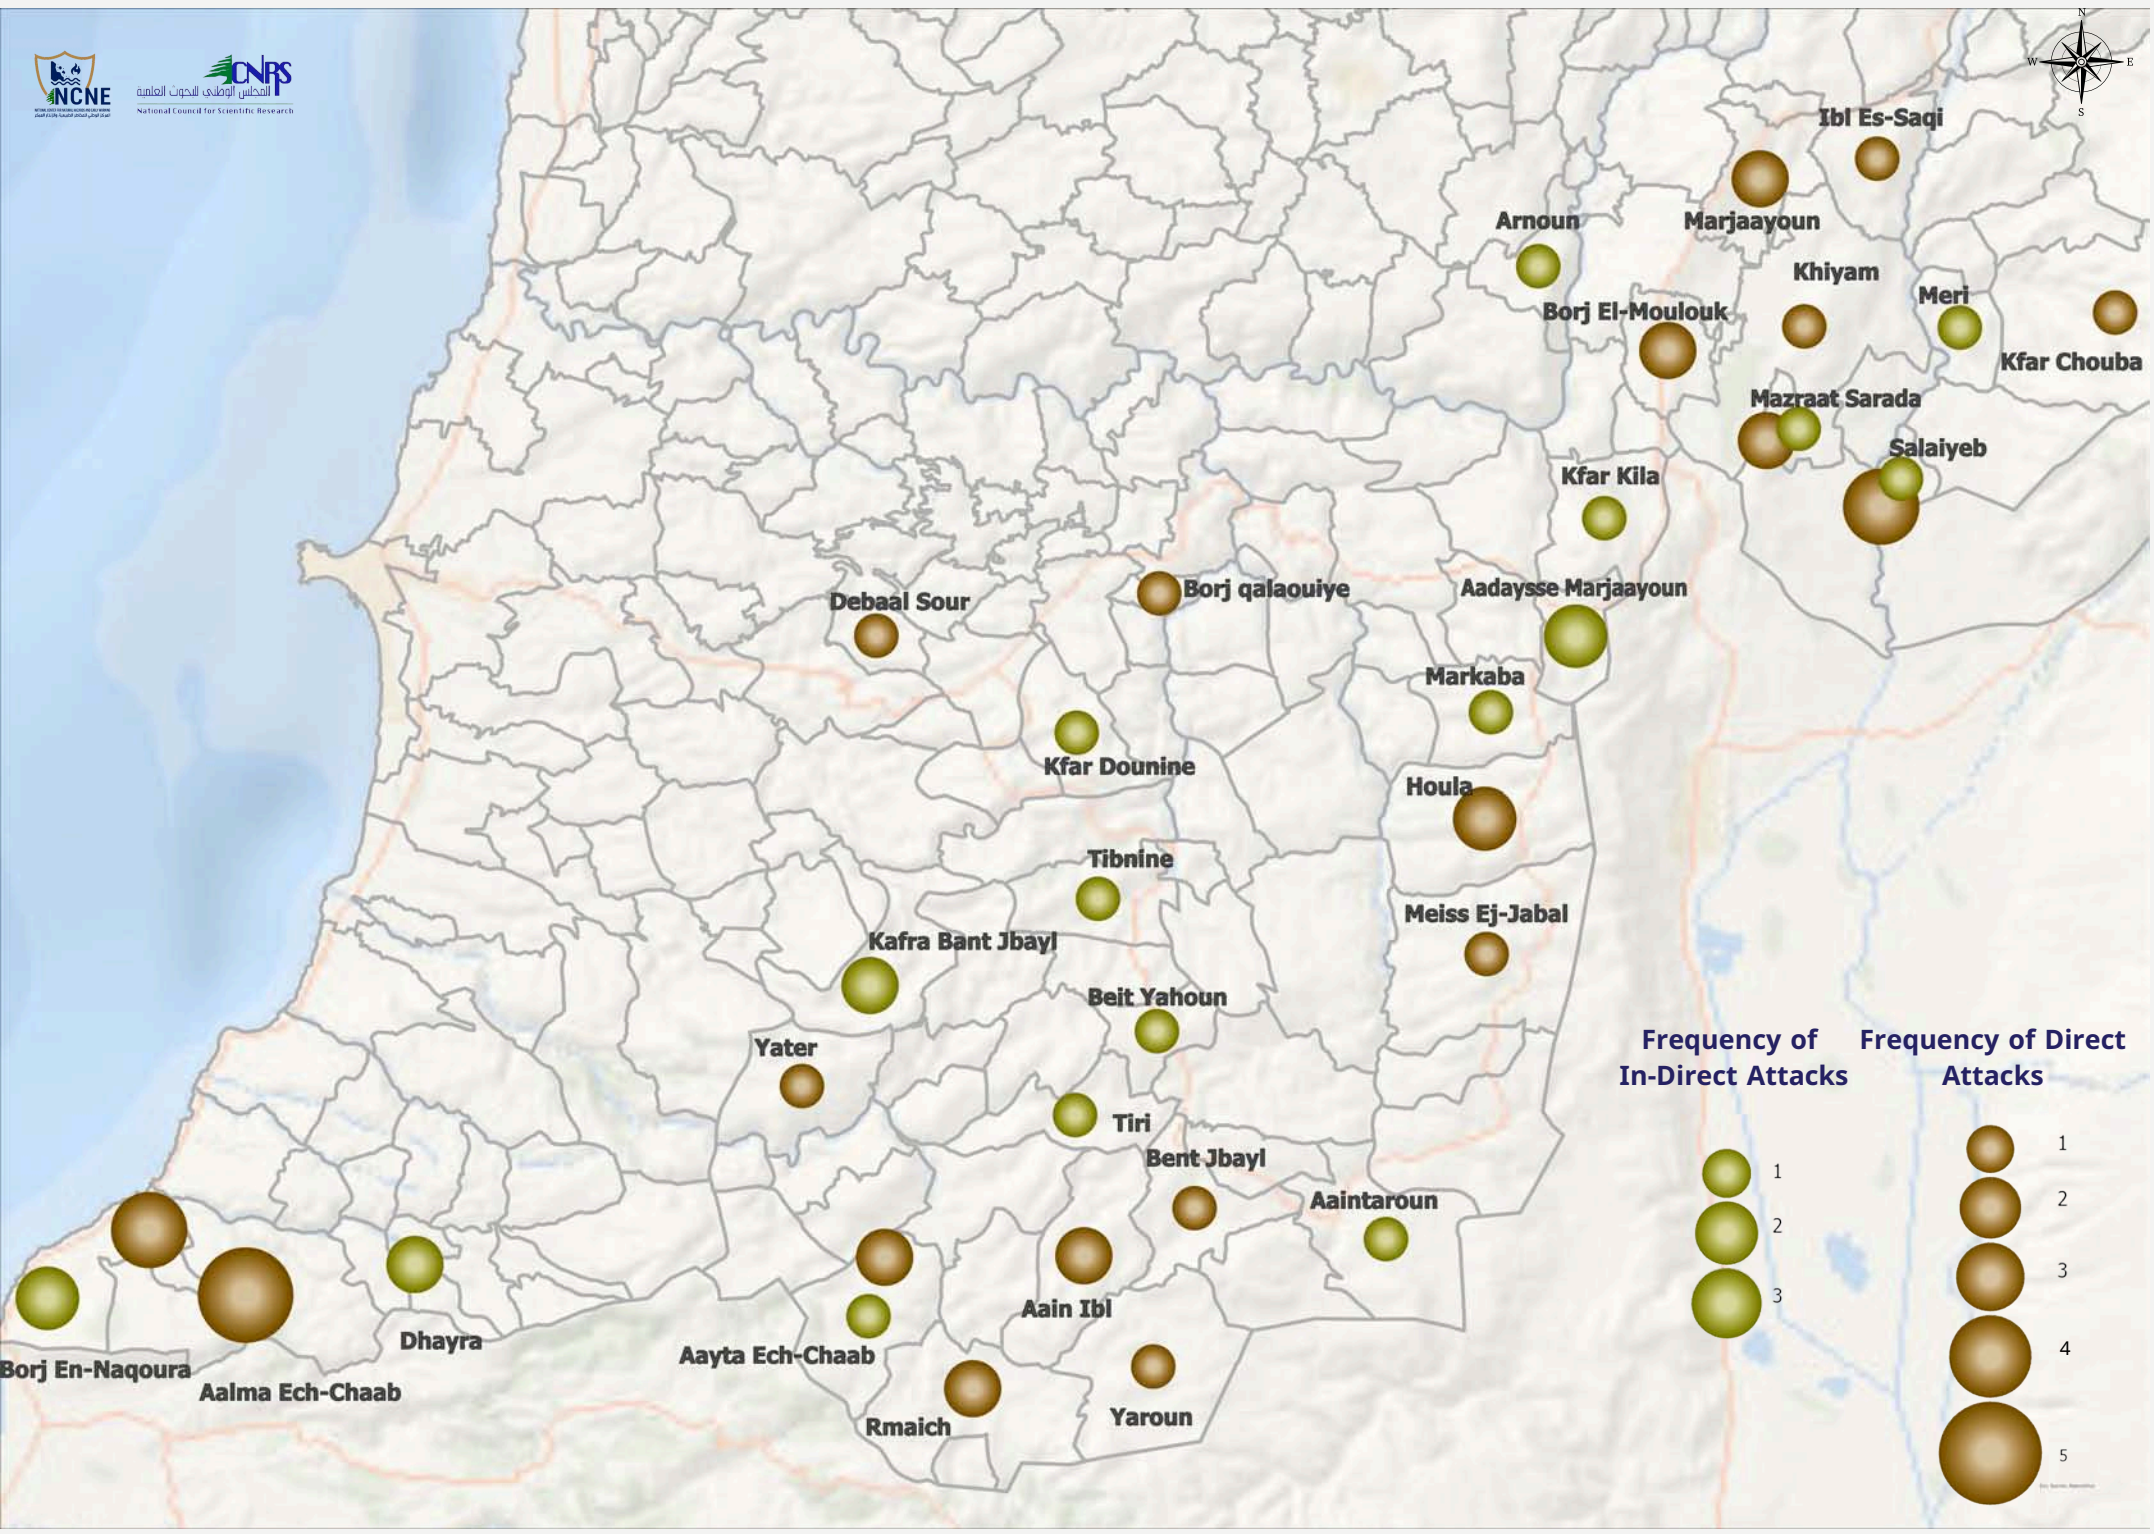 N
W
E
S
NCNE
CNRS
المجلس الوطني للبحوث العلمية
National Council for Scientific Research
Ibl Es-Saqi
Arnoun
Marjaayoun
Khiyam
Meri
Borj El-Moulouk
Kfar Chouba
Mazraat Sarada
Salaiyeb
Kfar Kila
Borj qalaouiye
Aadaysse Marjaayoun
Debaal Sour
Markaba
Kfar Dounine
Houla
Tibnine
Meiss Ej-Jabal
Kafra Bant Jbayl
Beit Yahoun
Yater
Tiri
Bent Jbayl
Aaintaroun
Aain Ibl
Dhayra
Aayta Ech-Chaab
Borj En-Naqoura
Aalma Ech-Chaab
Rmaich
Yaroun
Frequency of
In-Direct Attacks
1
2
3
Frequency of Direct
Attacks
1
2
3
4
5